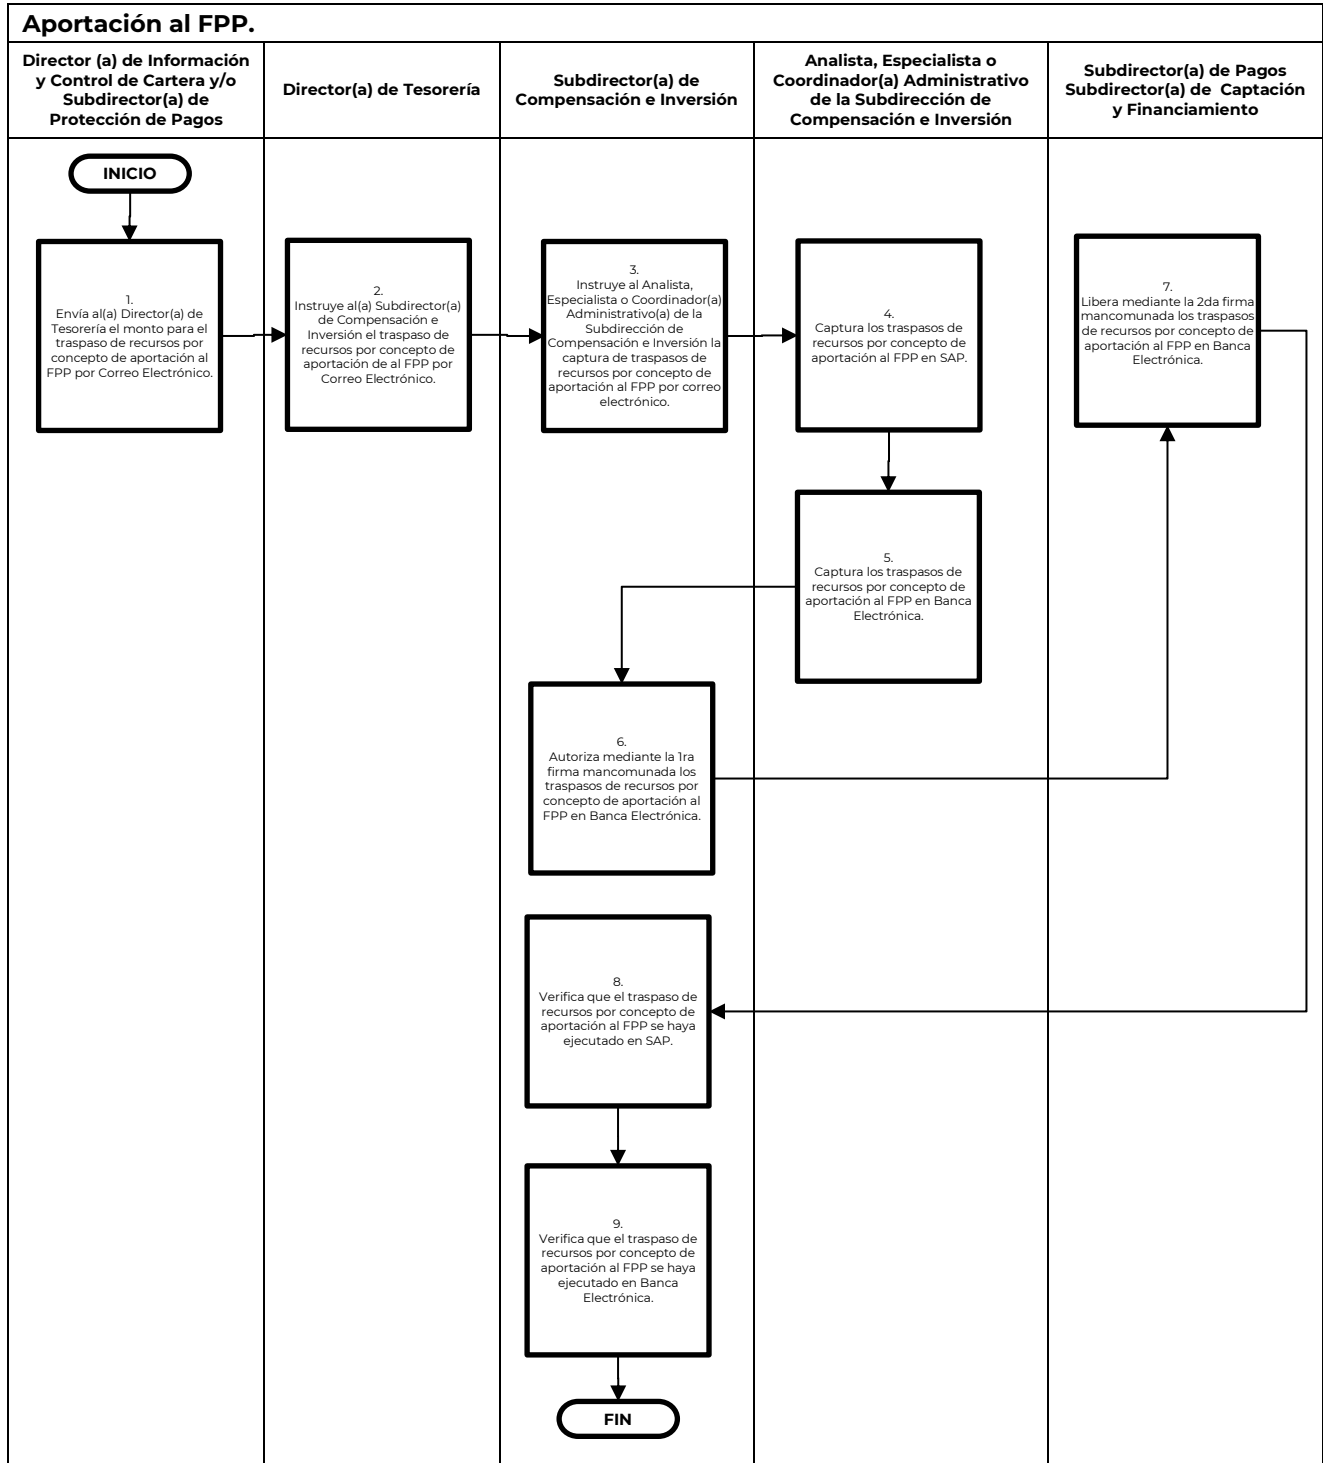 Aportación al FPP.
Director (a) de Información
y Control de Cartera y/o
Subdirector(a) de
Protección de Pagos
Director(a) de Tesorería
Subdirector(a) de
Compensación e Inversión
Analista, Especialista o
Coordinador(a) Administrativo
de la Subdirección de
Compensación e Inversión
Subdirector(a) de Pagos
Subdirector(a) de Captación
y Financiamiento
INICIO
1.
Envía al(a) Director(a) de
Tesorería el monto para el
traspaso de recursos por
concepto de aportación al
FPP por Correo Electrónico.
2.
Instruye al(a) Subdirector(a)
de Compensación e
Inversión el traspaso de
recursos por concepto de
aportación de al FPP por
Correo Electrónico.
3.
Instruye al Analista,
Especialista o Coordinador(a)
Administrativo(a) de la
Subdirección de
Compensación e Inversión la
captura de traspasos de
recursos por concepto de
aportación al FPP por correo
electrónico.
4.
Captura los traspasos de
recursos por concepto de
aportación al FPP en SAP.
7.
Libera mediante la 2da firma
mancomunada los traspasos
de recursos por concepto de
aportación al FPP en Banca
Electrónica.
5.
Captura los traspasos de
recursos por concepto de
aportación al FPP en Banca
Electrónica.
6.
Autoriza mediante la 1ra
firma mancomunada los
traspasos de recursos por
concepto de aportación al
FPP en Banca Electrónica.
8.
Verifica que el traspaso de
recursos por concepto de
aportación al FPP se haya
ejecutado en SAP.
9.
Verifica que el traspaso de
recursos por concepto de
aportación al FPP se haya
ejecutado en Banca
Electrónica.
FIN